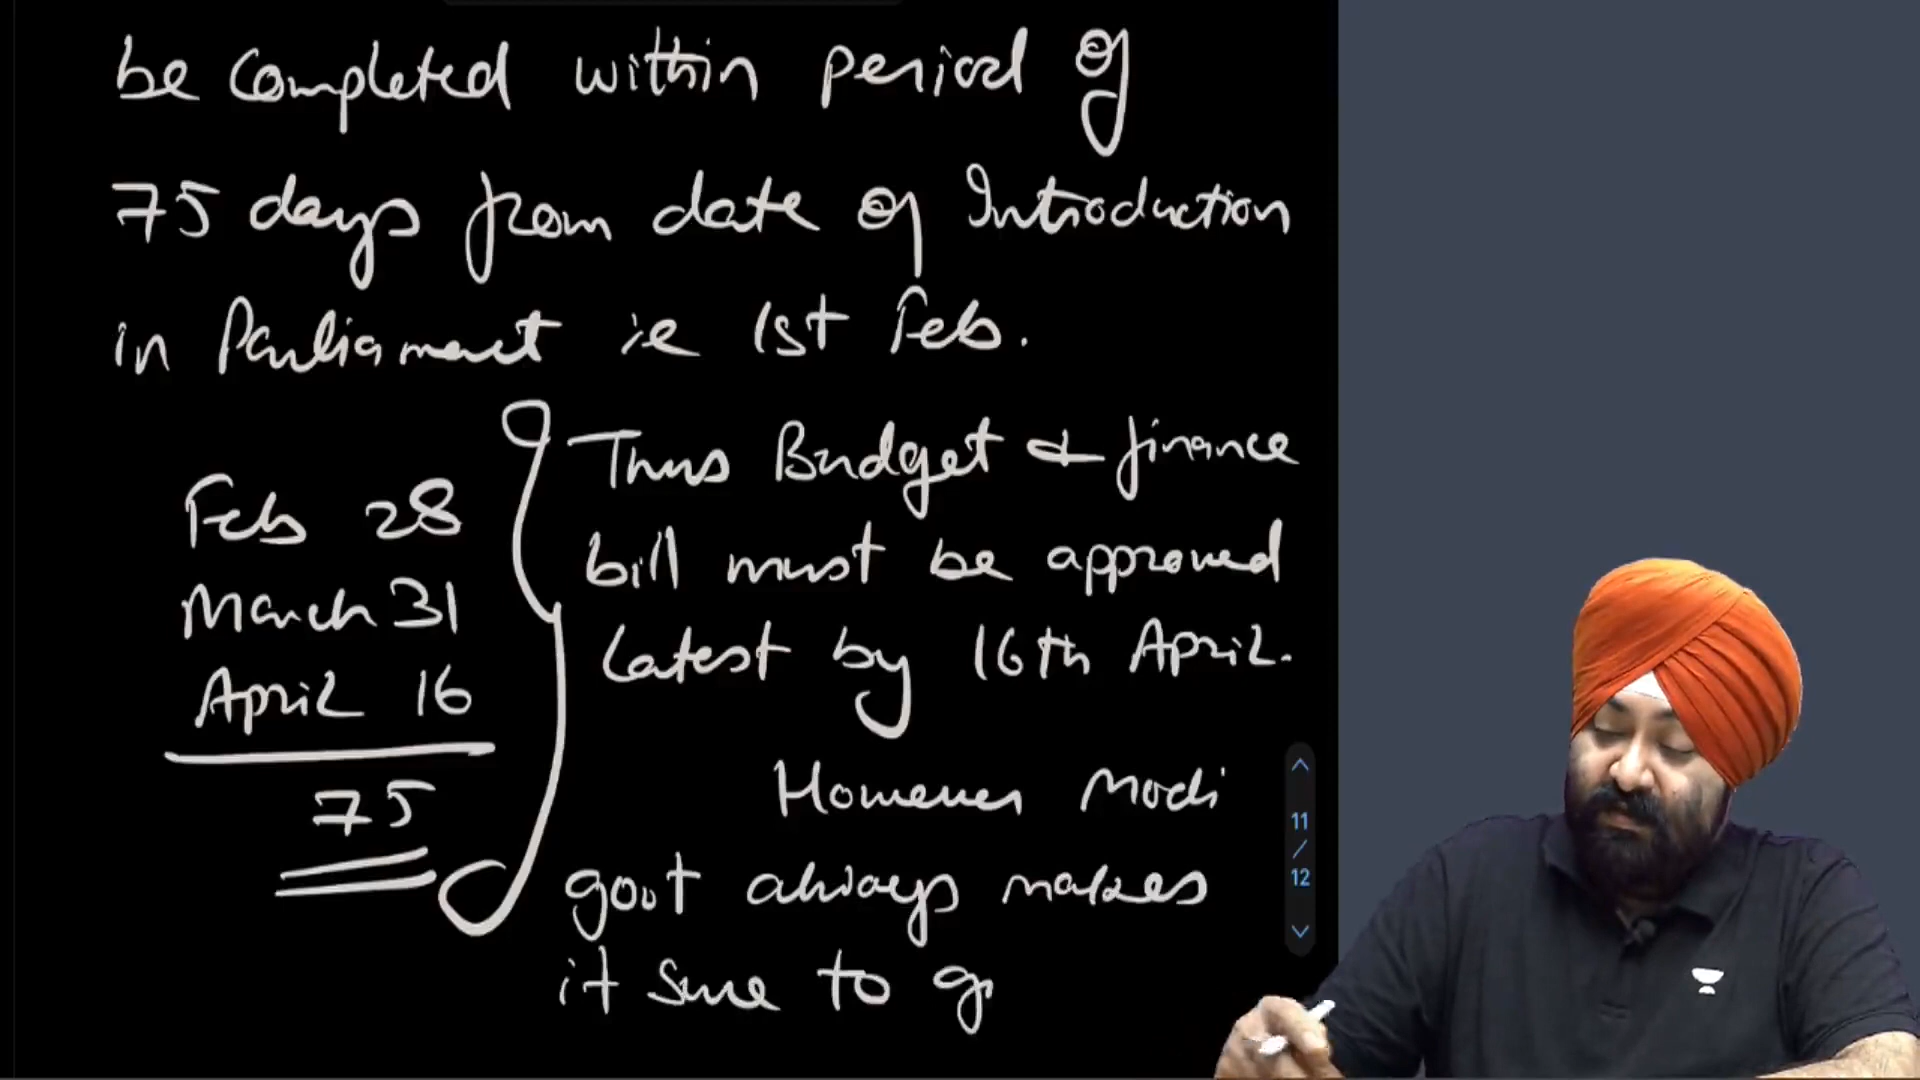 be completed within period of
75 days from date of Introduction
in Parliament ie 1st Feb.
Feb 28
March 31
April 16
75
Thus Budget & finance
bill must be approved
latest by 16th April.
However Modi
govt always makes
it sure to g
11
/
12